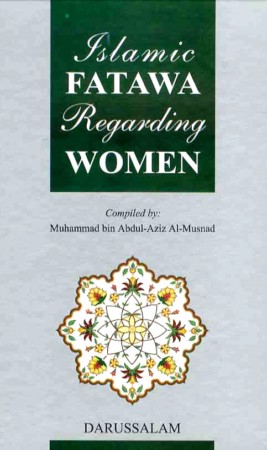 Islamic
FATAWA
Regarding
WOMEN
Compiled by:
Muhammad bin Abdul-Aziz Al-Musnad
DARUSSALAM